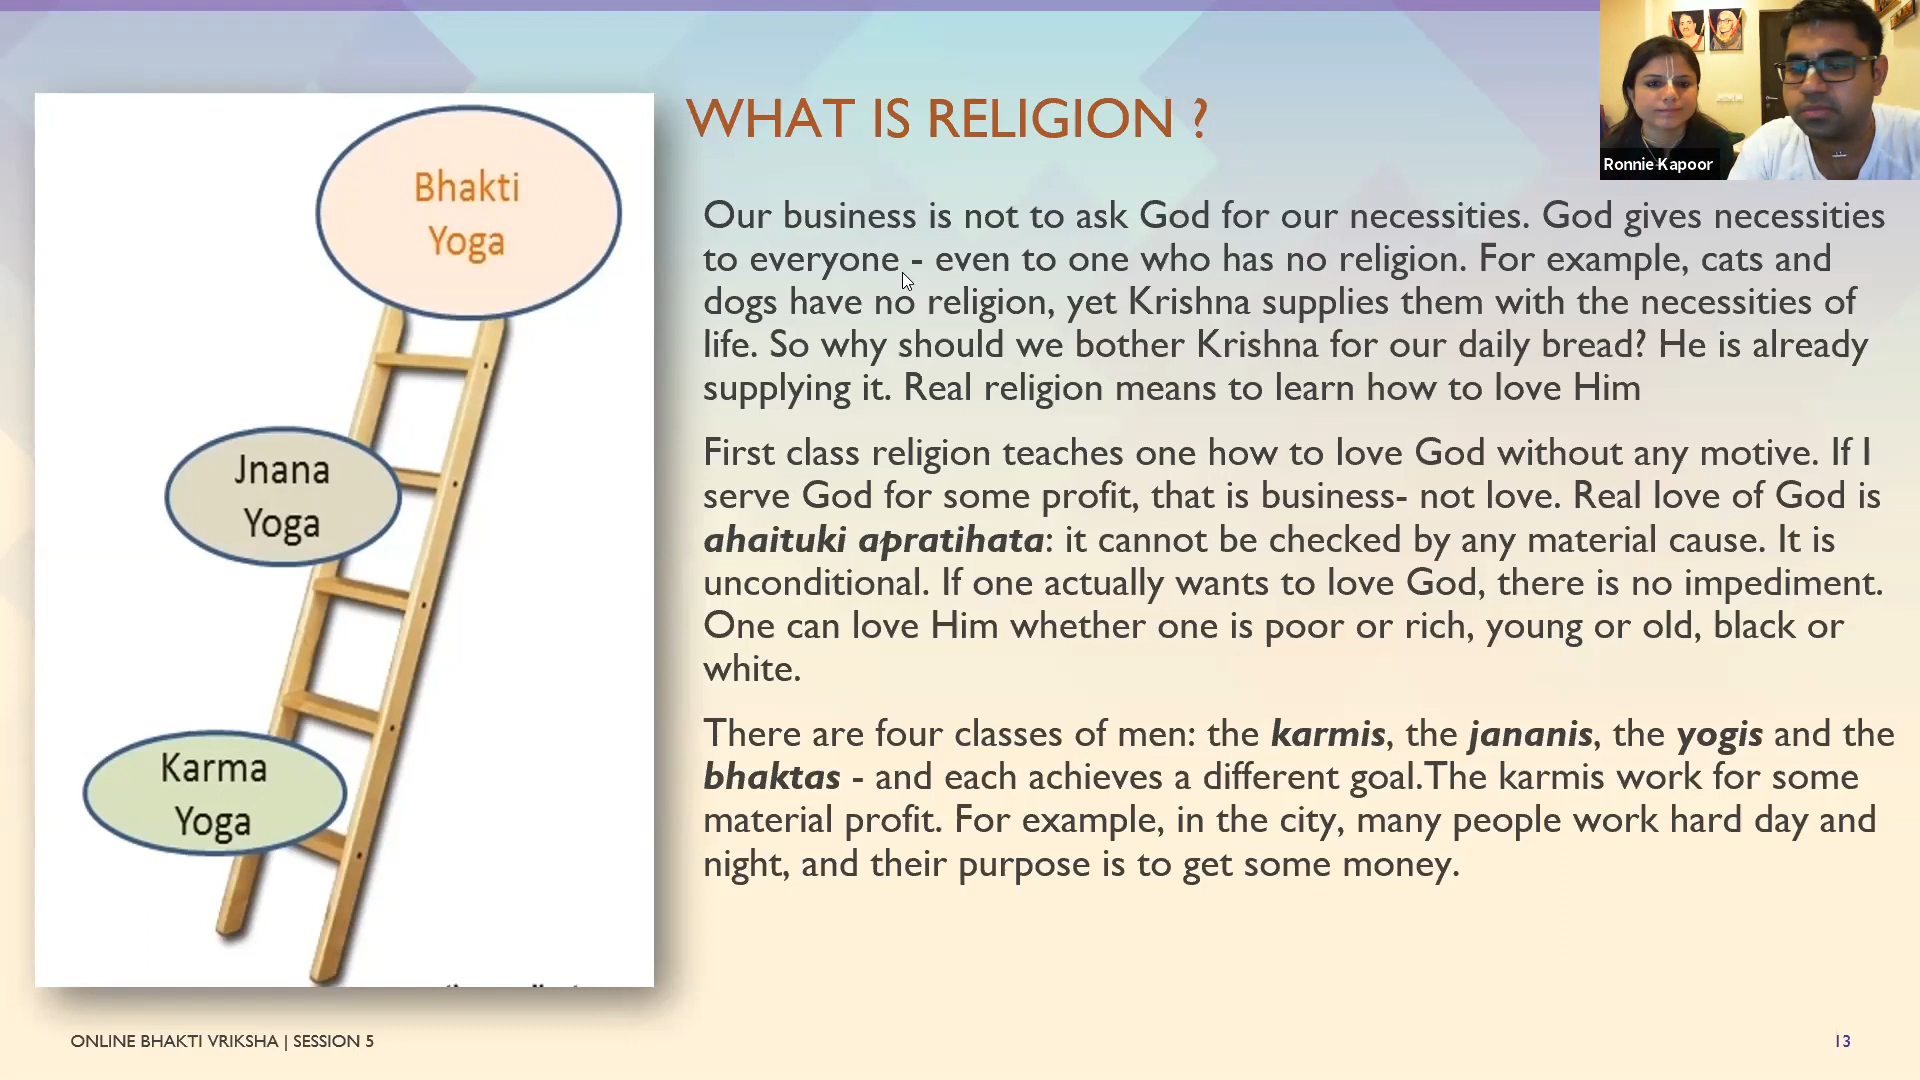 WHAT IS RELIGION ?
Ronnie Kapoor
Bhakti
Yoga
Jnana
Yoga
Karma
Yoga
Our business is not to ask God for our necessities. God gives necessities
to everyone - even to one who has no religion. For example, cats and
dogs have no religion, yet Krishna supplies them with the necessities of
life. So why should we bother Krishna for our daily bread? He is already
supplying it. Real religion means to learn how to love Him
First class religion teaches one how to love God without any motive. If I
serve God for some profit, that is business- not love. Real love of God is
ahaituki apratihata: it cannot be checked by any material cause. It is
unconditional. If one actually wants to love God, there is no impediment.
One can love Him whether one is poor or rich, young or old, black or
white.
There are four classes of men: the karmis, the jananis, the yogis and the
bhaktas - and each achieves a different goal.The karmis work for some
material profit. For example, in the city, many people work hard day and
night, and their purpose is to get some money.
ONLINE BHAKTI VRIKSHA | SESSION 5
13